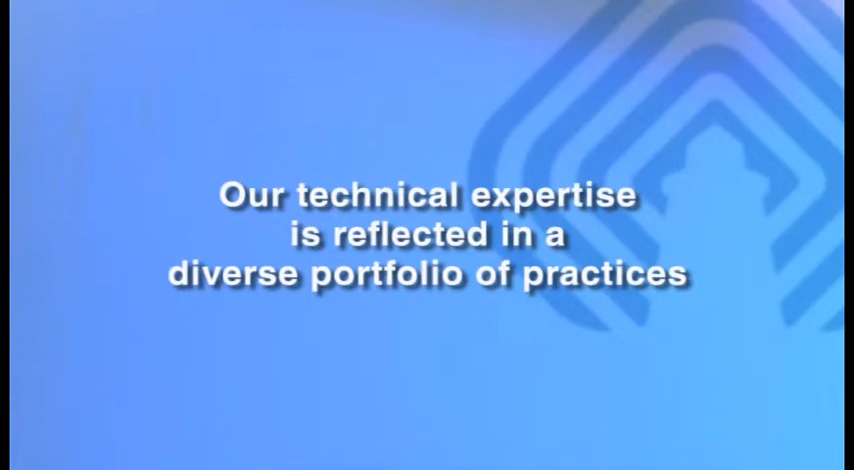 Our technical expertise
is reflected in a
diverse portfolio of practices